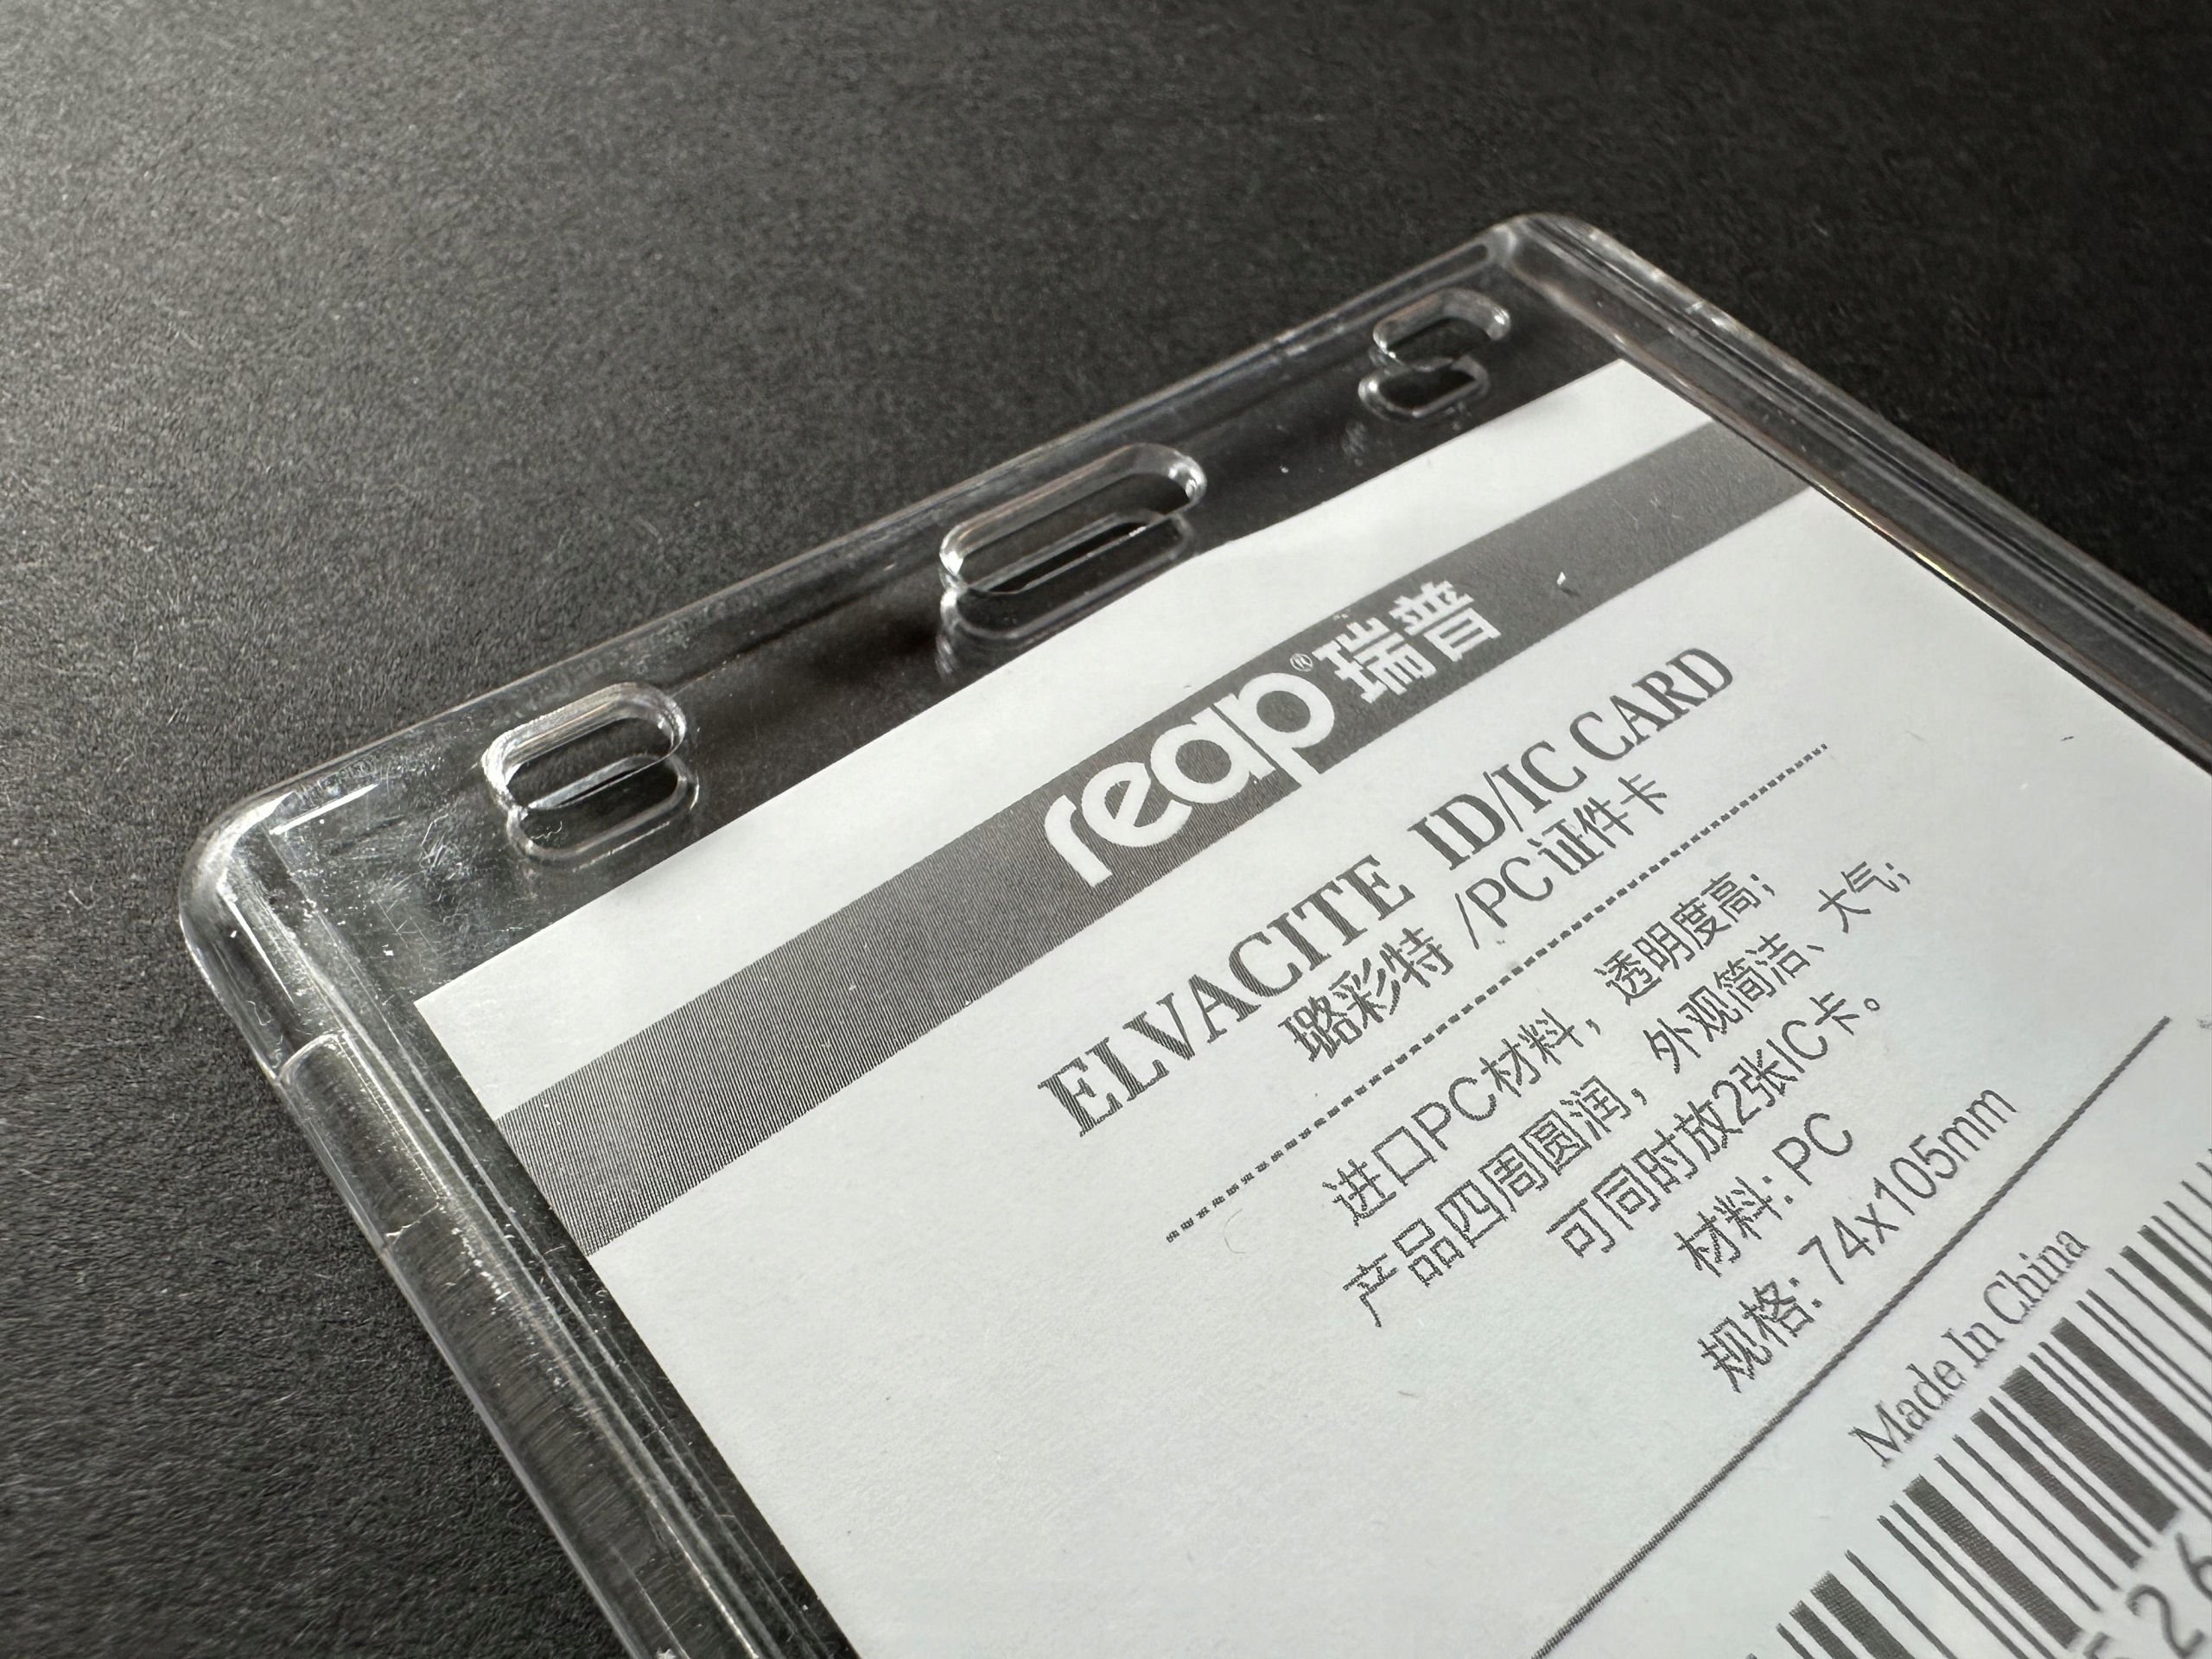 reap® 瑞普
ELVACITE ID/IC CARD
璐彩特 /PC证件卡
进口PC材料，透明度高；
产品四周圆润，外观简洁、大气；
可同时放2张IC卡。
材料: PC
规格: 74x105mm
Made In China
526